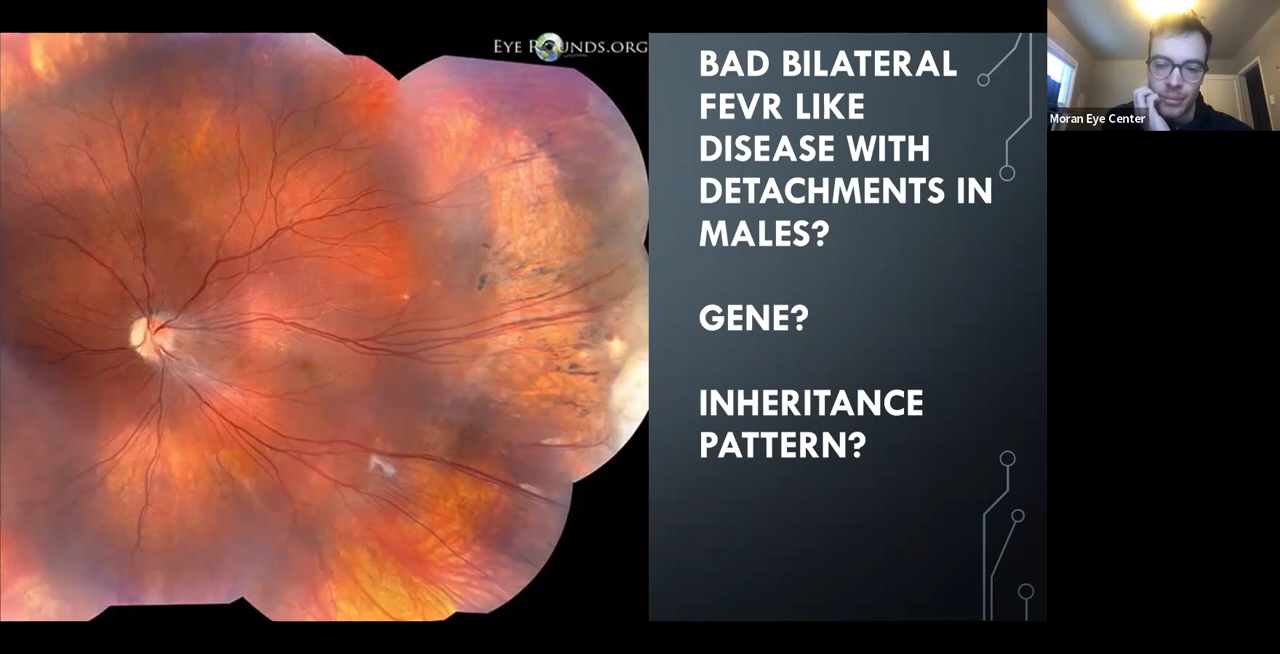 EYE ROUNDS.ORG
BAD BILATERAL
FEVR LIKE
DISEASE WITH
DETACHMENTS IN
MALES?
GENE?
INHERITANCE
PATTERN?
Moran Eye Center